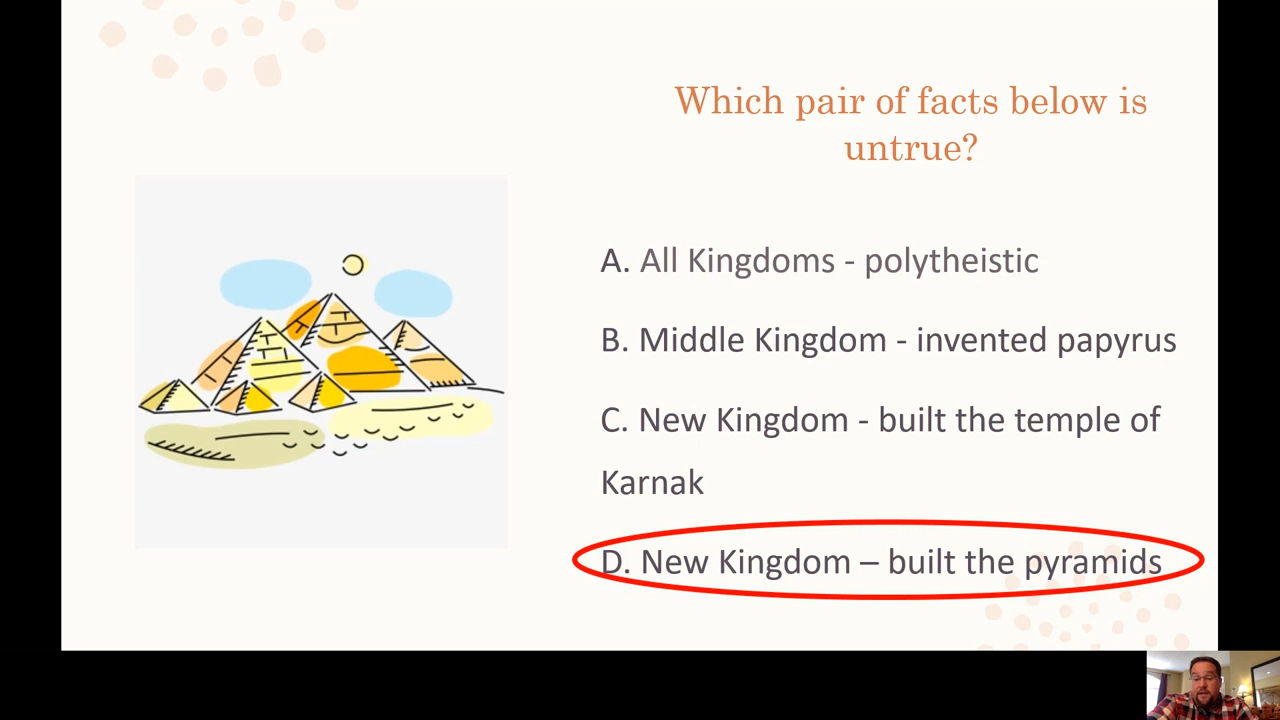 Which pair of facts below is
untrue?
A. All Kingdoms - polytheistic
B. Middle Kingdom - invented papyrus
C. New Kingdom - built the temple of
Karnak
D. New Kingdom – built the pyramids